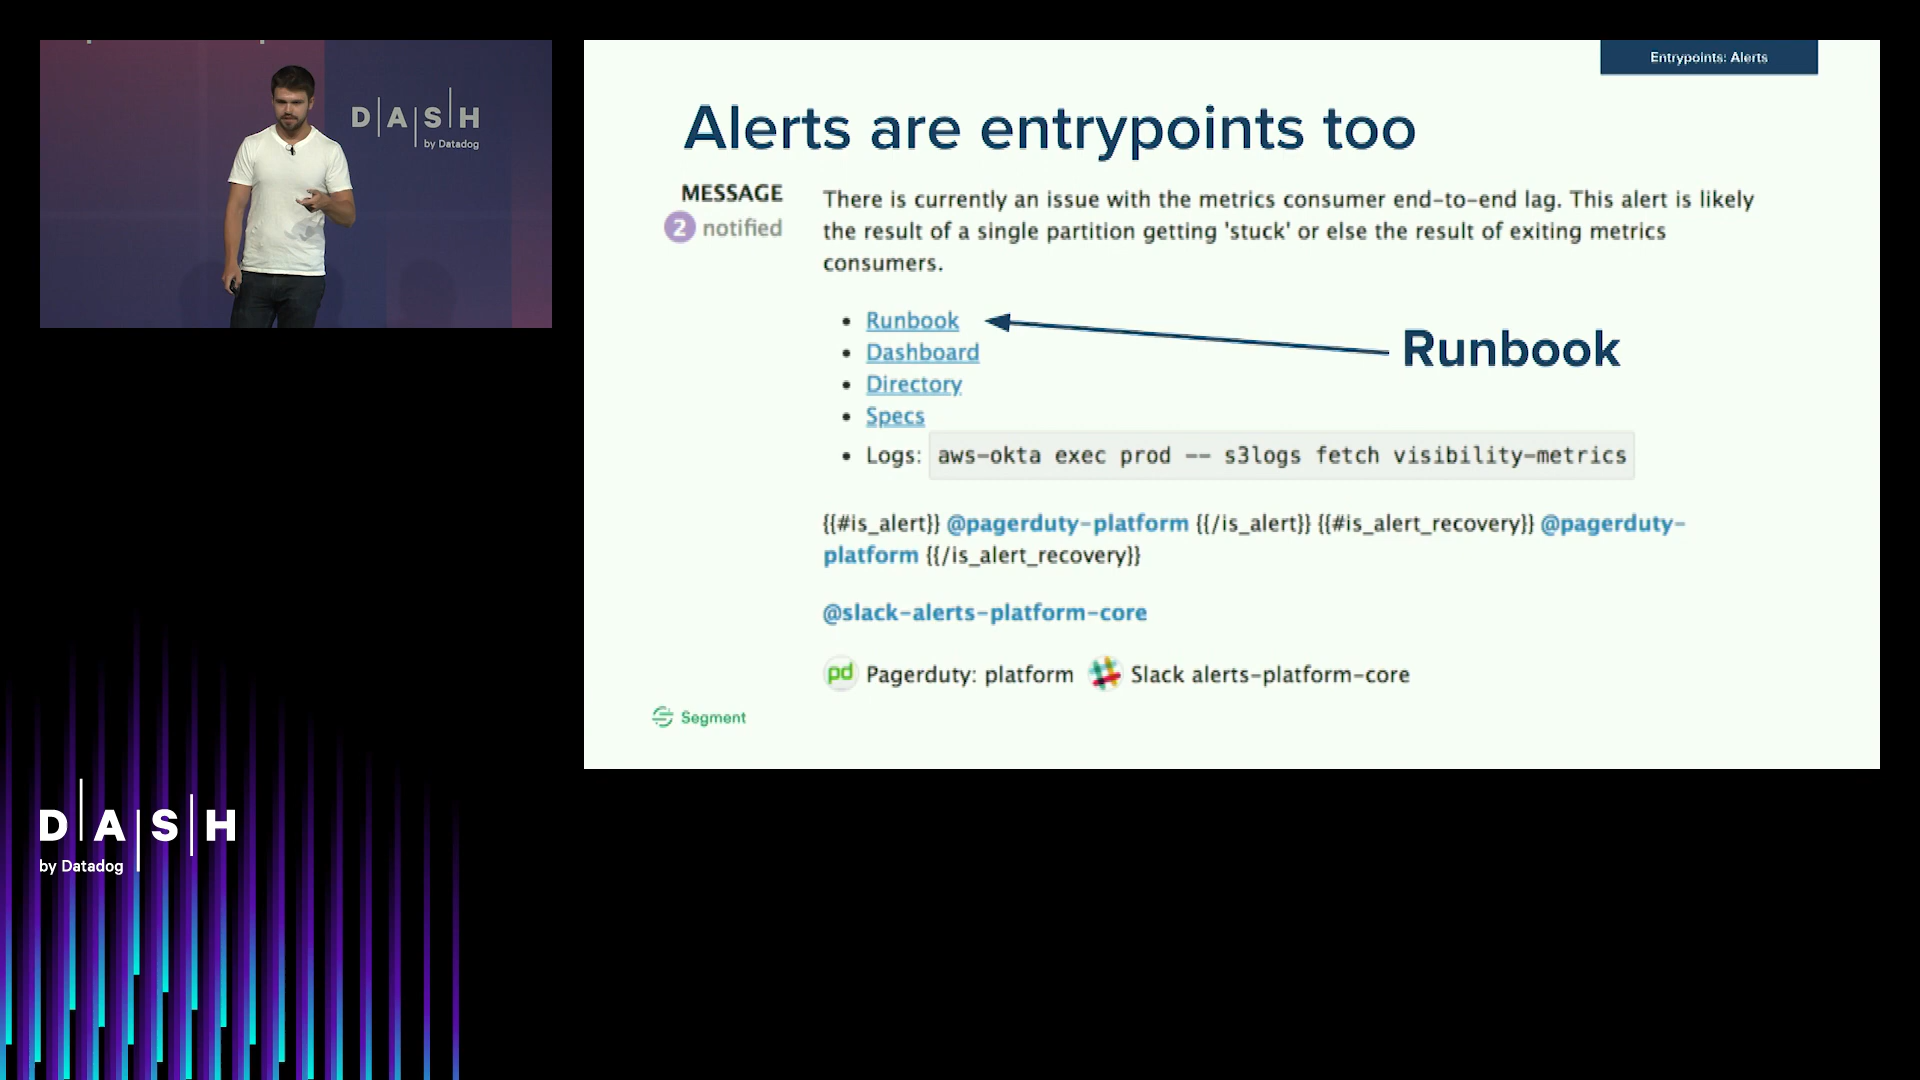 D|A|S|H
by Datadog
Entrypoints: Alerts
Alerts are entrypoints too
MESSAGE
2 notified
There is currently an issue with the metrics consumer end-to-end lag. This alert is likely
the result of a single partition getting 'stuck' or else the result of exiting metrics
consumers.
• Runbook
Runbook
• Dashboard
• Directory
• Specs
• Logs: aws-okta exec prod -- s3logs fetch visibility-metrics
{{#is_alert}} @pagerduty-platform {{/is_alert}} {{#is_alert_recovery}} @pagerduty-
platform {{/is_alert_recovery}}
@slack-alerts-platform-core
pd Pagerduty: platform Slack alerts-platform-core
Segment
D|A|S|H
by Datadog